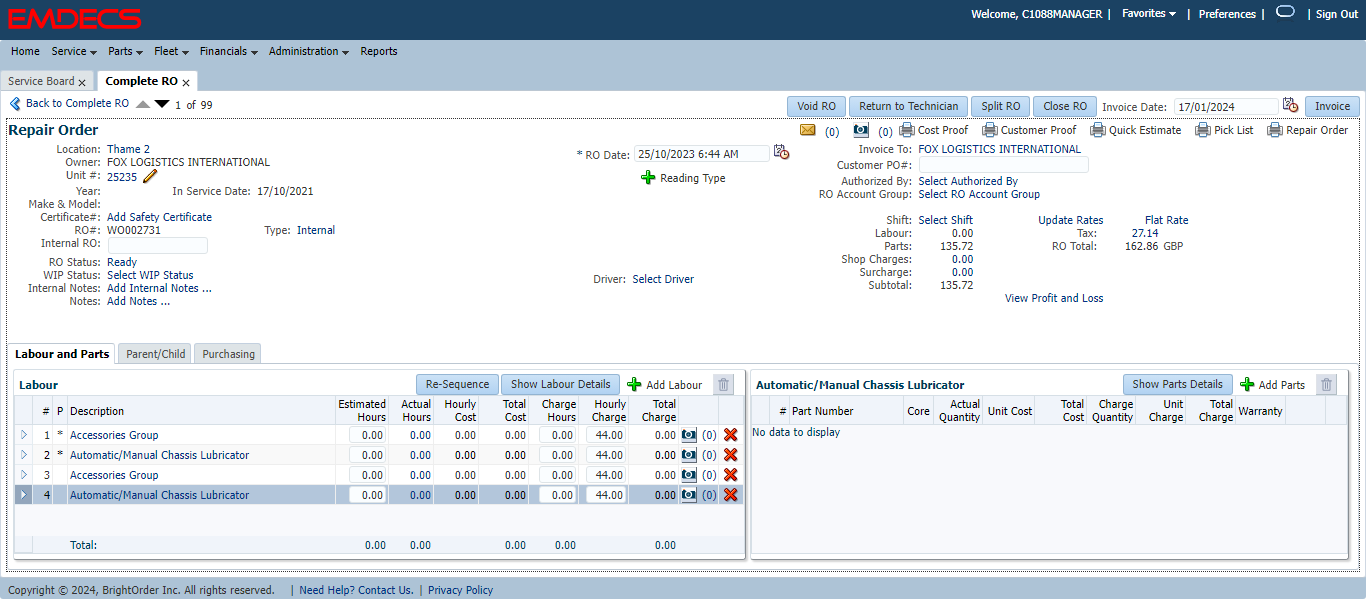 EMDECS
Welcome, C1088MANAGER | Favorites | Preferences | | Sign Out
Home Service Parts Fleet Financials Administration Reports
Service Board x Complete RO x
Back to Complete RO 1 of 99 Void RO Return to Technician Split RO Close RO Invoice Date: 17/01/2024 Invoice
Repair Order (0) (0) Cost Proof Customer Proof Quick Estimate Pick List Repair Order
Location: Thame 2 Invoice To: FOX LOGISTICS INTERNATIONAL
Owner: FOX LOGISTICS INTERNATIONAL * RO Date: 25/10/2023 6:44 AM
Customer PO#:
Unit #: 25235 Reading Type
Authorized By: Select Authorized By
Year: In Service Date: 17/10/2021 RO Account Group: Select RO Account Group
Make & Model:
Certificate#: Add Safety Certificate Shift: Select Shift Update Rates Flat Rate
RO#: WO002731 Type: Internal Labour: 0.00 Tax: 27.14
Internal RO: Parts: 135.72 RO Total: 162.86 GBP
RO Status: Ready Shop Charges: 0.00
WIP Status: Select WIP Status Driver: Select Driver Surcharge: 0.00
Internal Notes: Add Internal Notes ... Subtotal: 135.72
Notes: Add Notes ... View Profit and Loss
Labour and Parts Parent/Child Purchasing
Labour Re-Sequence Show Labour Details Add Labour
# P Description Estimated Hours Actual Hours Hourly Cost Total Cost Charge Hours Hourly Charge Total Charge
1 * Accessories Group 0.00 0.00 0.00 0.00 0.00 44.00 0.00 (0)
2 * Automatic/Manual Chassis Lubricator 0.00 0.00 0.00 0.00 0.00 44.00 0.00 (0)
3 Accessories Group 0.00 0.00 0.00 0.00 0.00 44.00 0.00 (0)
4 Automatic/Manual Chassis Lubricator 0.00 0.00 0.00 0.00 0.00 44.00 0.00 (0)
Total: 0.00 0.00 0.00 0.00 0.00
Automatic/Manual Chassis Lubricator Show Parts Details Add Parts
# Part Number Core Actual Quantity Unit Cost Total Cost Charge Quantity Unit Charge Total Charge Warranty
No data to display
Copyright © 2024, BrightOrder Inc. All rights reserved. | Need Help? Contact Us. | Privacy Policy